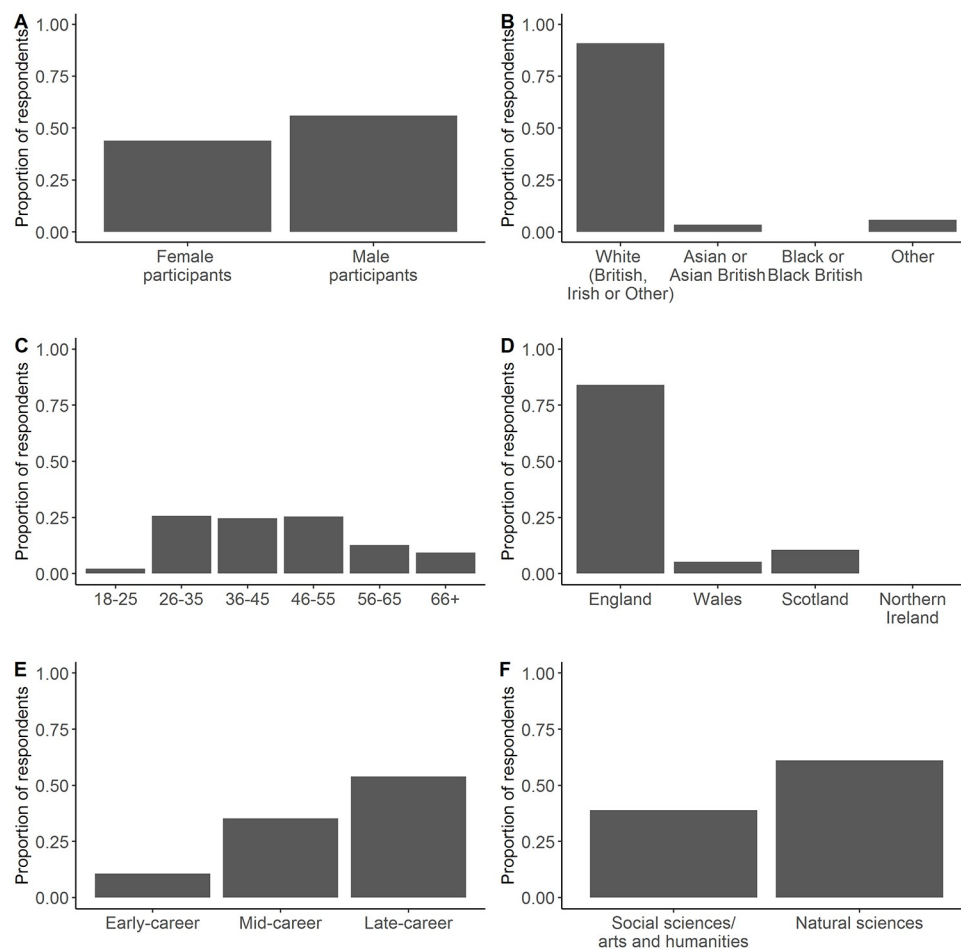 A
Proportion of respondents
1.00
0.75
0.50
0.25
0.00
Female
participants
Male
participants
B
Proportion of respondents
1.00
0.75
0.50
0.25
0.00
White
(British,
Irish or Other)
Asian or
Asian British
Black or
Black British
Other
C
Proportion of respondents
1.00
0.75
0.50
0.25
0.00
18-25
26-35
36-45
46-55
56-65
66+
D
Proportion of respondents
1.00
0.75
0.50
0.25
0.00
England
Wales
Scotland
Northern
Ireland
E
Proportion of respondents
1.00
0.75
0.50
0.25
0.00
Early-career
Mid-career
Late-career
F
Proportion of respondents
1.00
0.75
0.50
0.25
0.00
Social sciences/
arts and humanities
Natural sciences